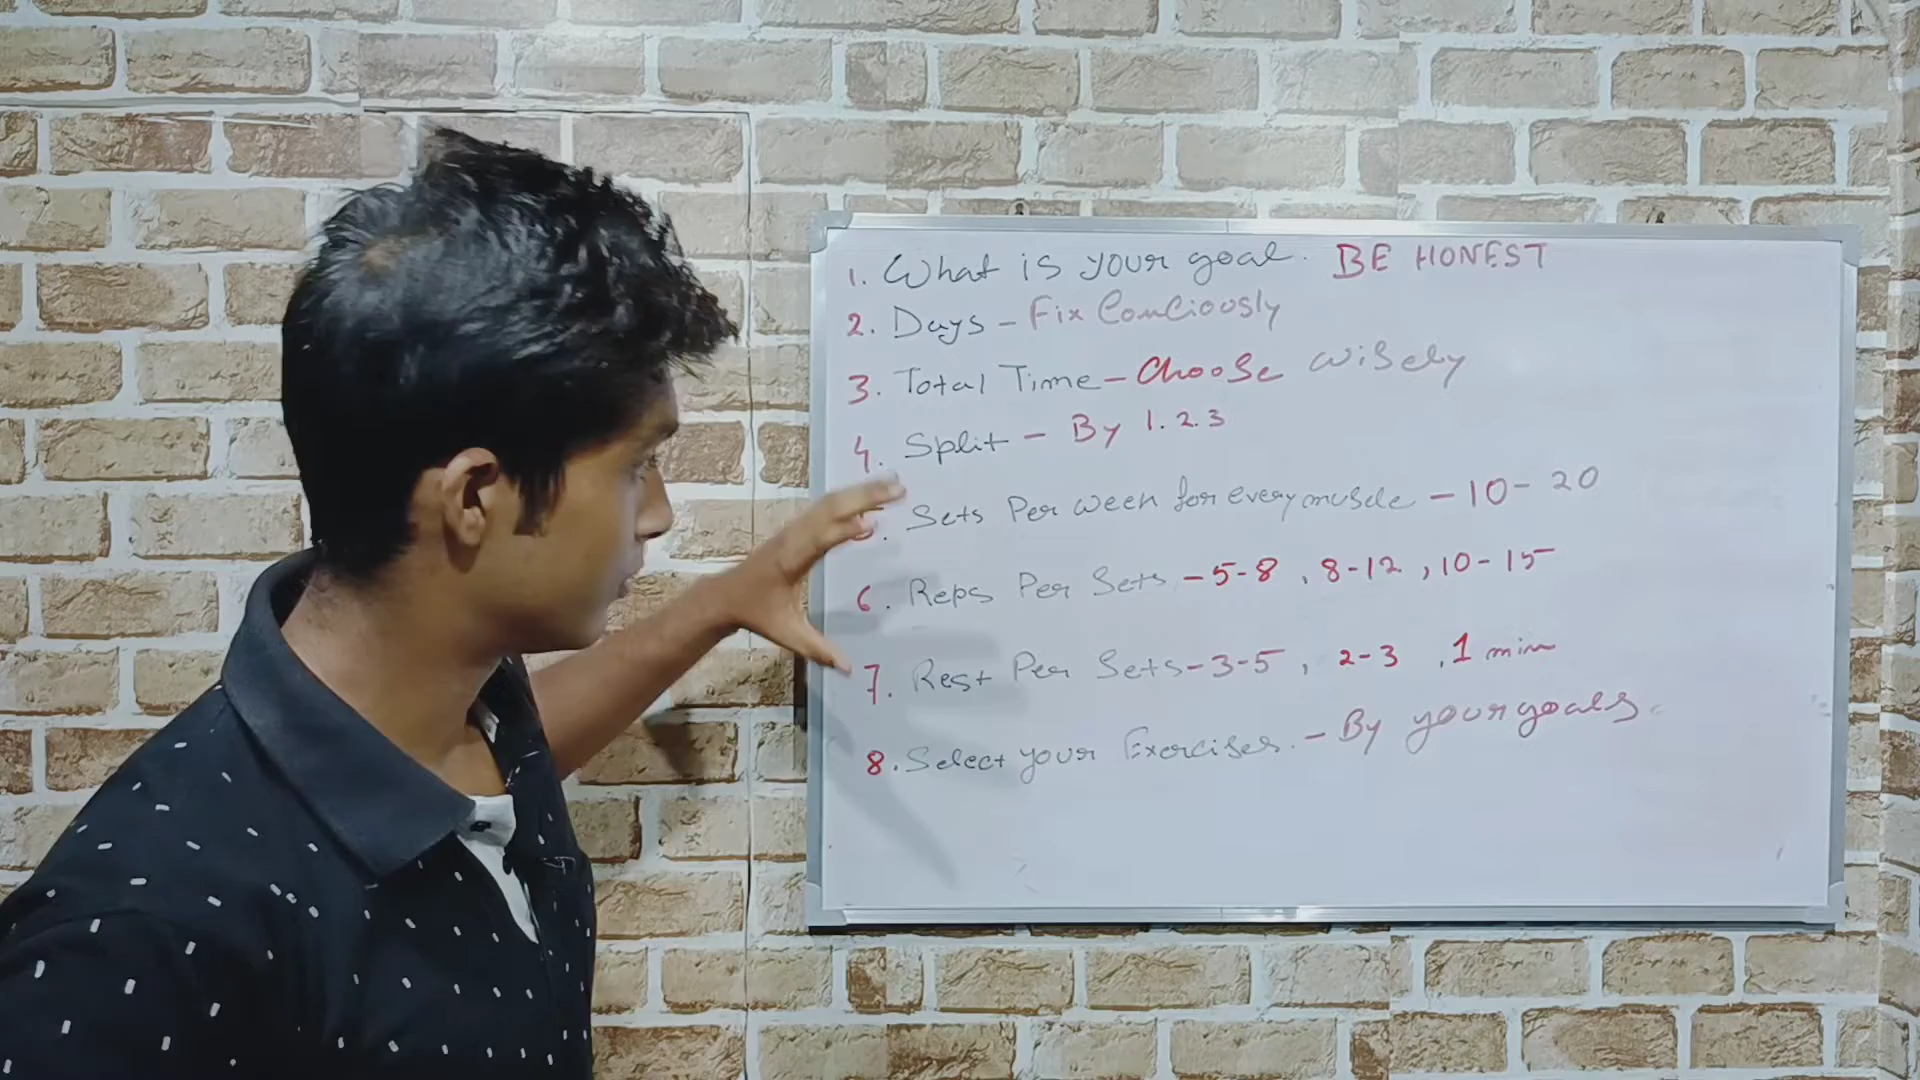 1. What is your goal. BE HONEST
2. Days - Fix Conciously
3. Total Time - Choose wisely
4. Split - By 1.2.3
. Sets Per week for every muscle - 10 - 20
6. Reps Per Sets - 5-8 , 8-12 , 10-15
7. Rest Per Sets - 3-5 , 2-3 , 1 min
8. Select your Exercises. - By your goals.